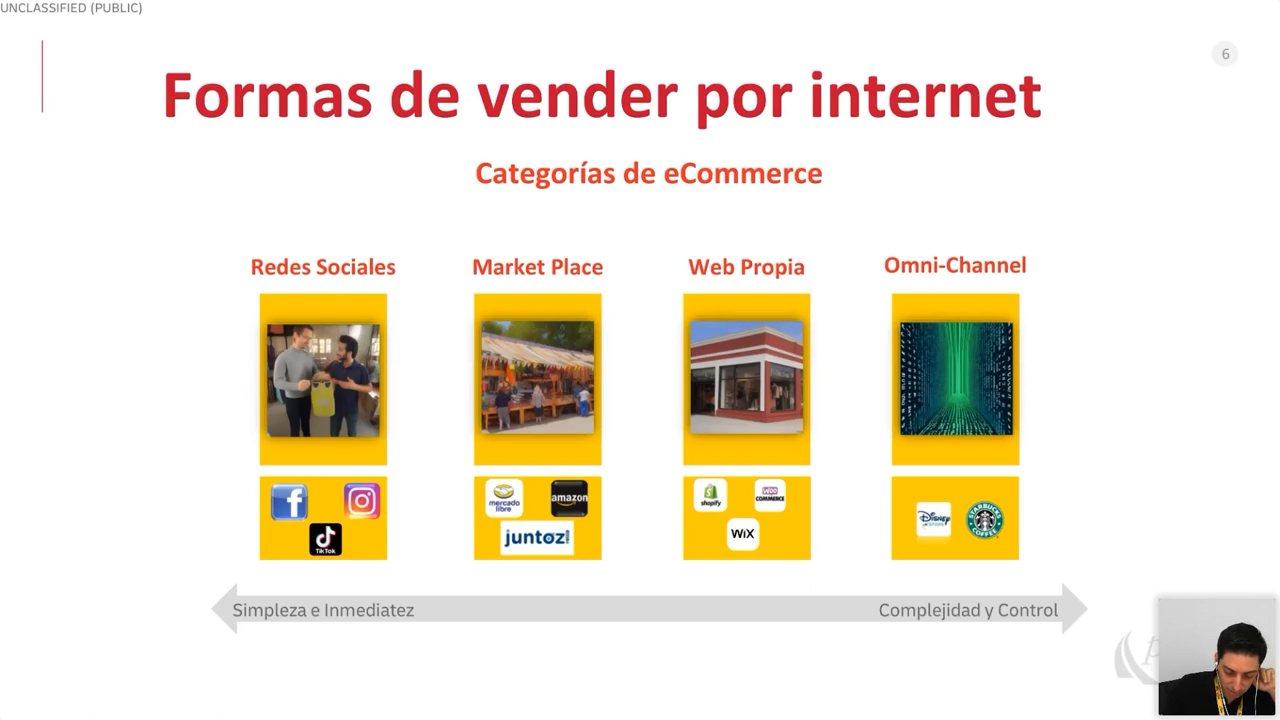 UNCLASSIFIED (PUBLIC)
6
Formas de vender por internet
Categorías de eCommerce
Redes Sociales
Market Place
Web Propia
Omni-Channel
f
TikTok
mercado
libre
amazon
juntoz
shopify
WOO
COMMERCE
WiX
Disney
STARBUCKS
COFFEE
Simpleza e Inmediatez
Complejidad y Control